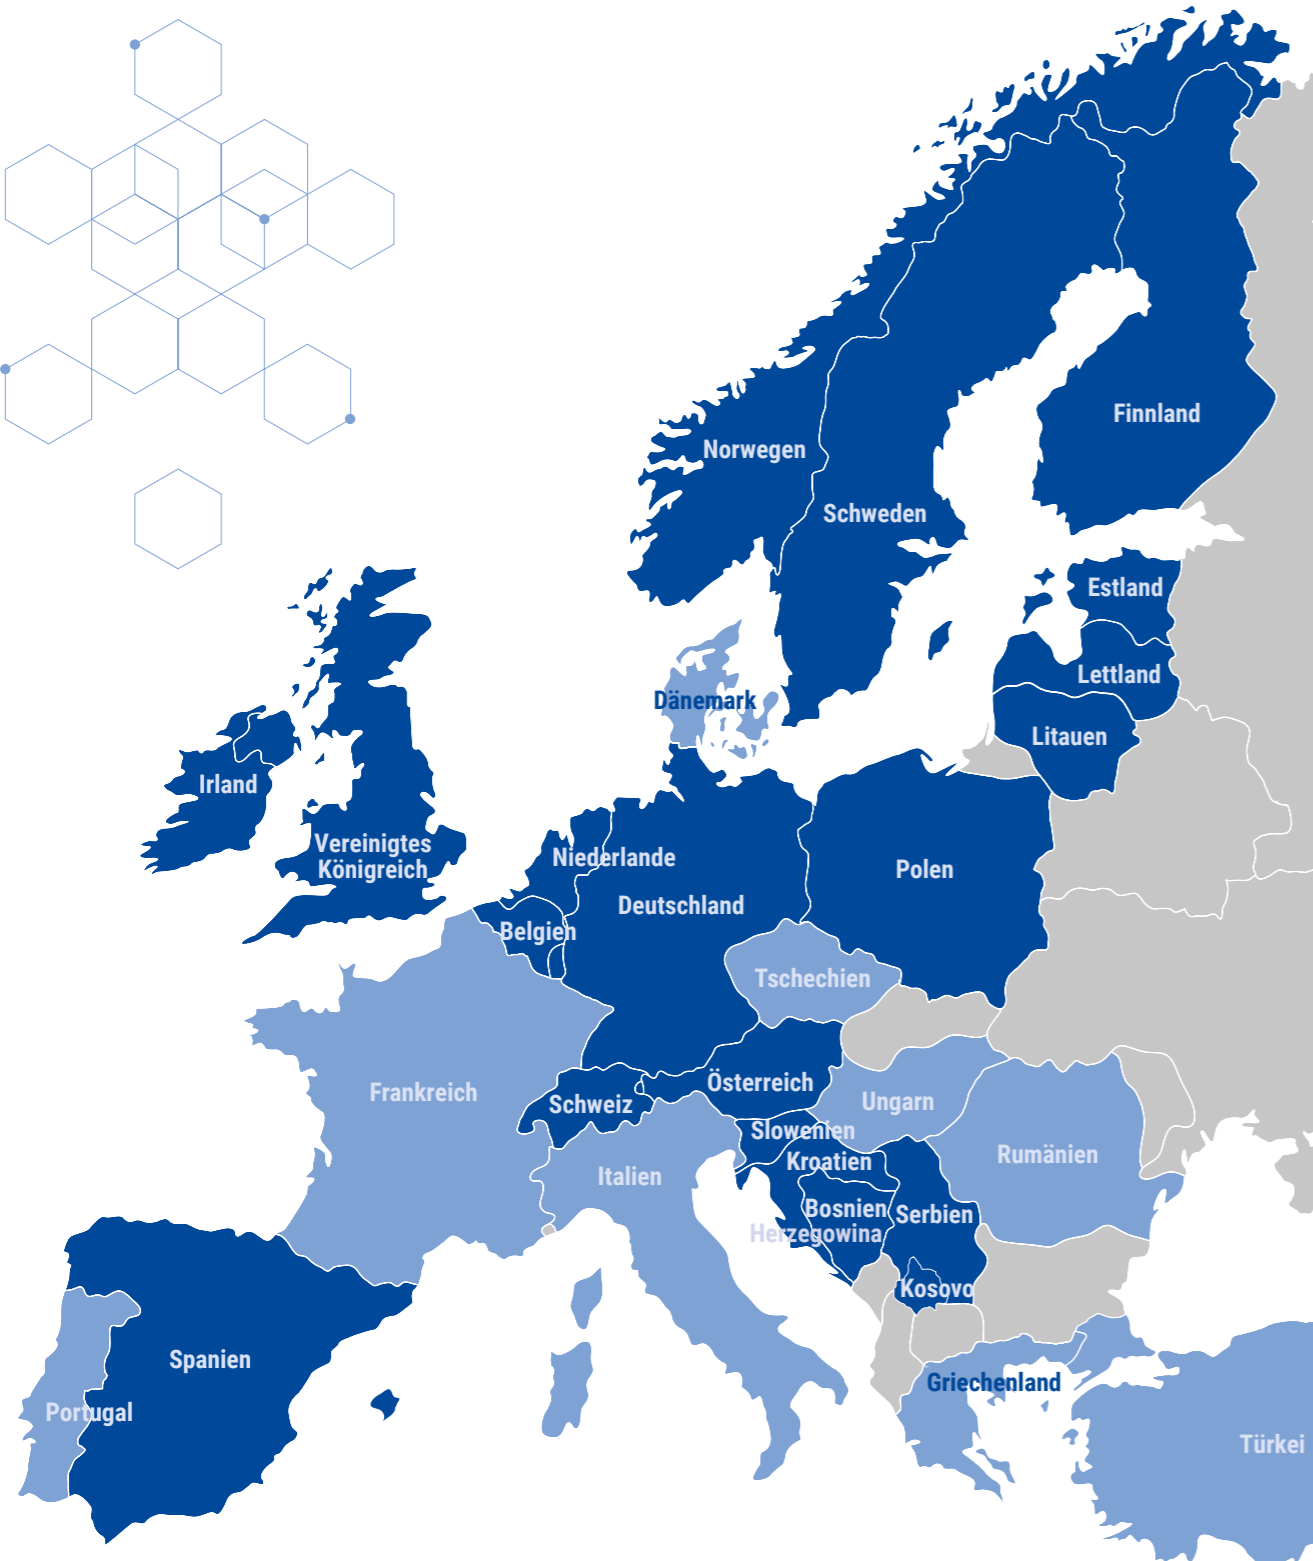 Finnland
Norwegen
Schweden
Estland
Lettland
Dänemark
Litauen
Irland
Vereinigtes
Königreich
Niederlande
Polen
Deutschland
Belgien
Tschechien
Österreich
Frankreich
Ungarn
Schweiz
Slowenien
Rumänien
Kroatien
Italien
Bosnien
Serbien
Herzegowina
Kosovo
Spanien
Griechenland
Portugal
Türkei